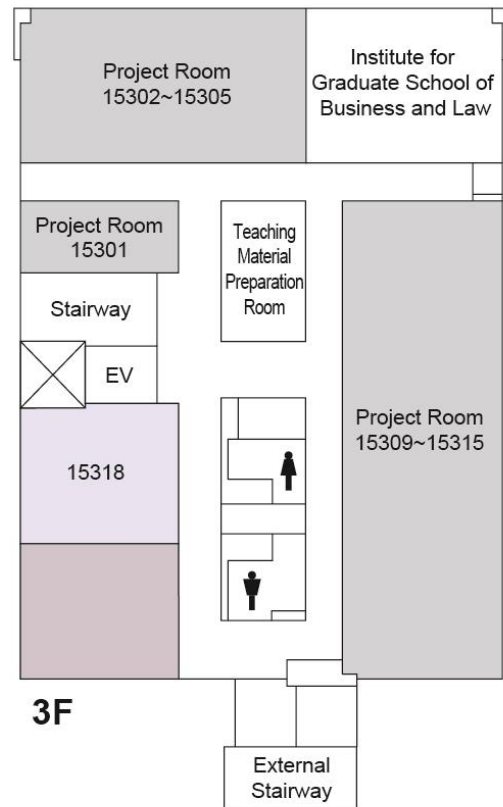 Project Room
15302~15305
Institute for
Graduate School of
Business and Law
Project Room
15301
Teaching
Material
Preparation
Room
Stairway
EV
Project Room
15309~15315
15318
3F
External
Stairway